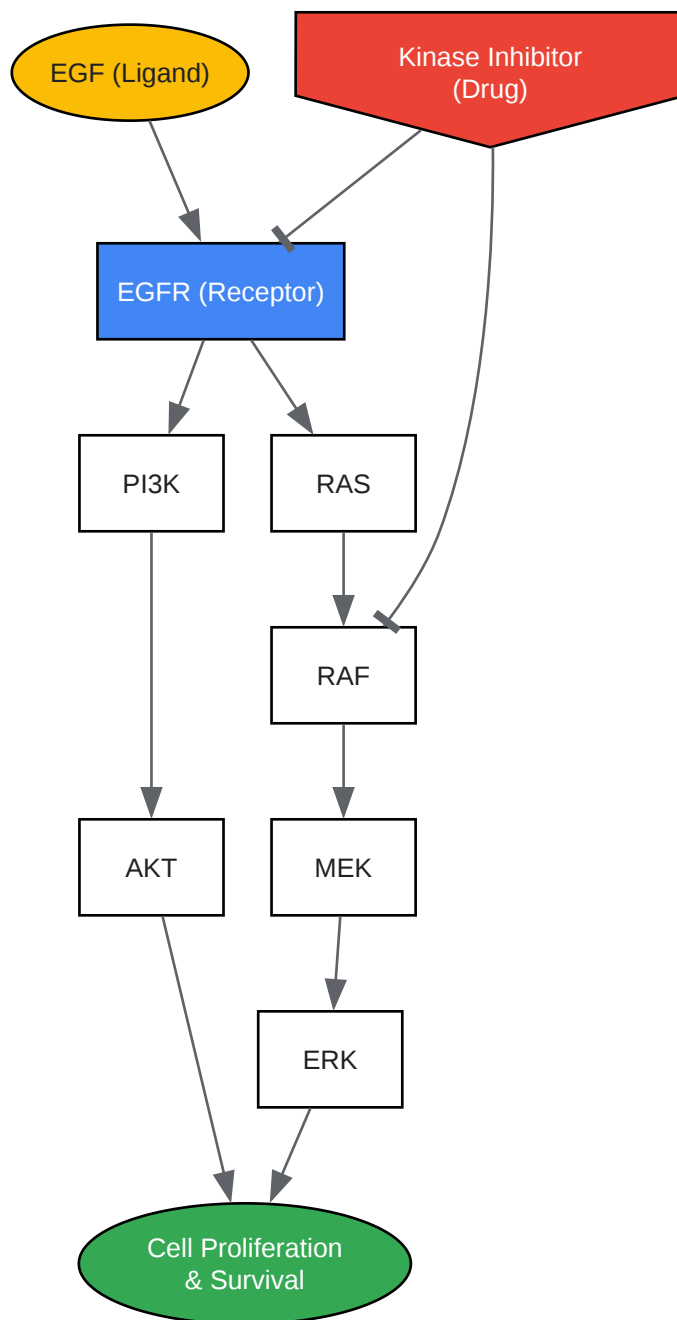 EGF (Ligand)
Kinase Inhibitor
(Drug)
EGFR (Receptor)
PI3K
RAS
RAF
AKT
MEK
ERK
Cell Proliferation
& Survival